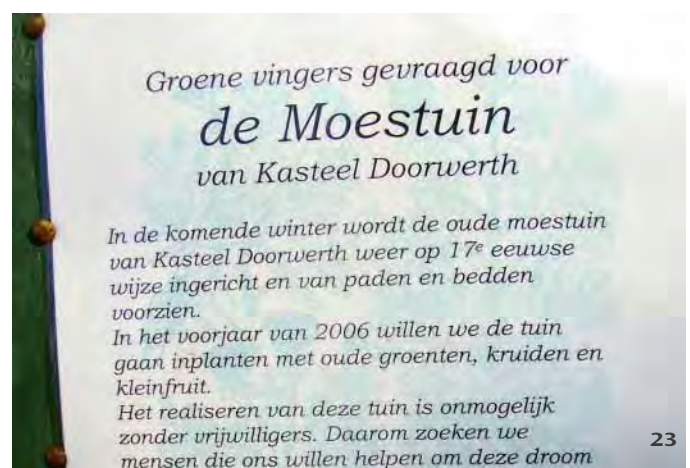 Groene vingers gevraagd voor
de Moestuin
van Kasteel Doorwerth
In de komende winter wordt de oude moestuin
van Kasteel Doorwerth weer op 17e eeuwse
wijze ingericht en van paden en bedden
voorzien.
In het voorjaar van 2006 willen we de tuin
gaan inplanten met oude groenten, kruiden en
kleinfruit.
Het realiseren van deze tuin is onmogelijk
zonder vrijwilligers. Daarom zoeken we
mensen die ons willen helpen om deze droom
23